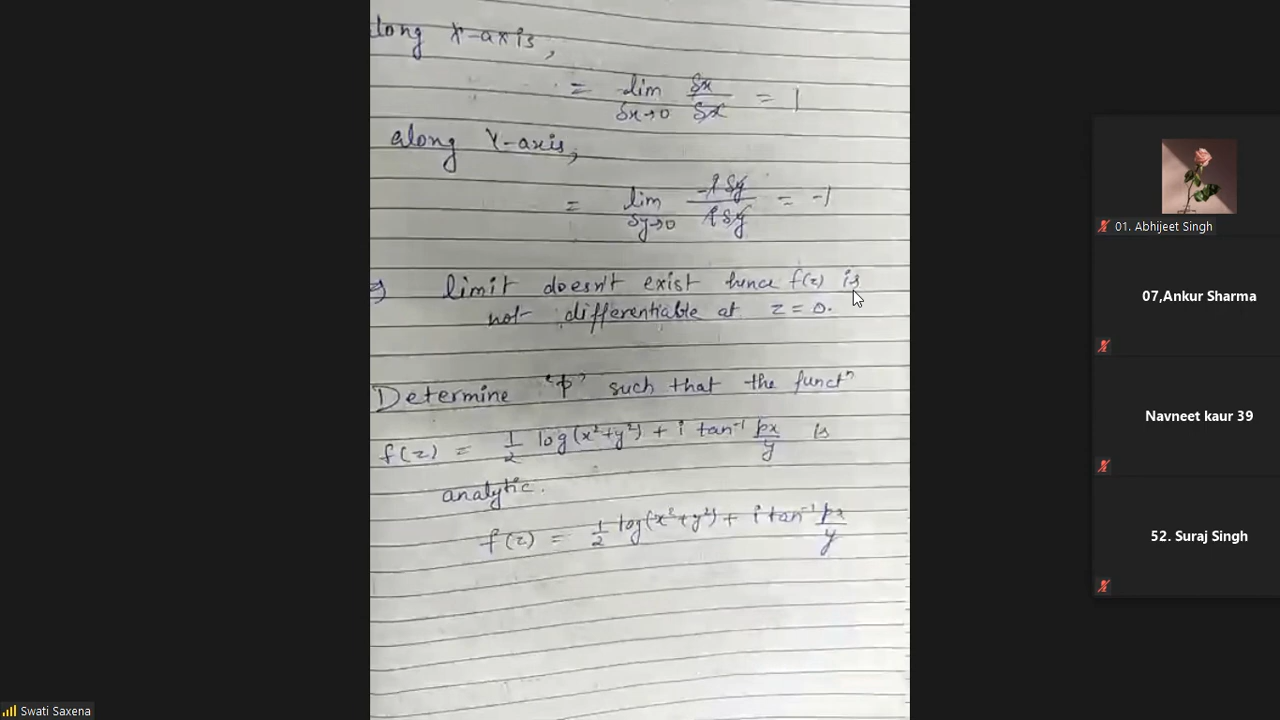 long X-axis,
= lim δx→0 δx/δx = 1
along Y-axis,
= lim δy→0 -iδy/iδy = -1
limit doesn't exist hence f(z) is
not differentiable at z = 0.
Determine 'p' such that the functⁿ
f(z) = 1/2 log(x²+y²) + i tan⁻¹ px/y is
analytic.
f(z) = 1/2 log(x²+y²) + i tan⁻¹ px/y
01. Abhijeet Singh
07,Ankur Sharma
Navneet kaur 39
52. Suraj Singh
Swati Saxena